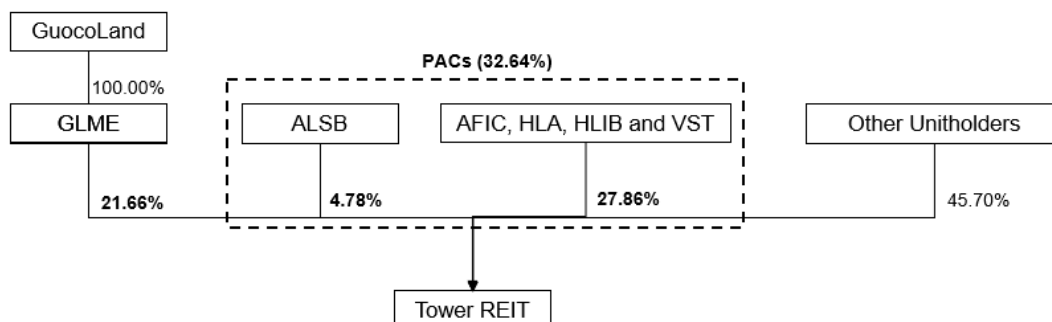 GuocoLand
PACs (32.64%)
100.00%
GLME
ALSB
AFIC, HLA, HLIB and VST
Other Unitholders
21.66%
4.78%
27.86%
45.70%
Tower REIT